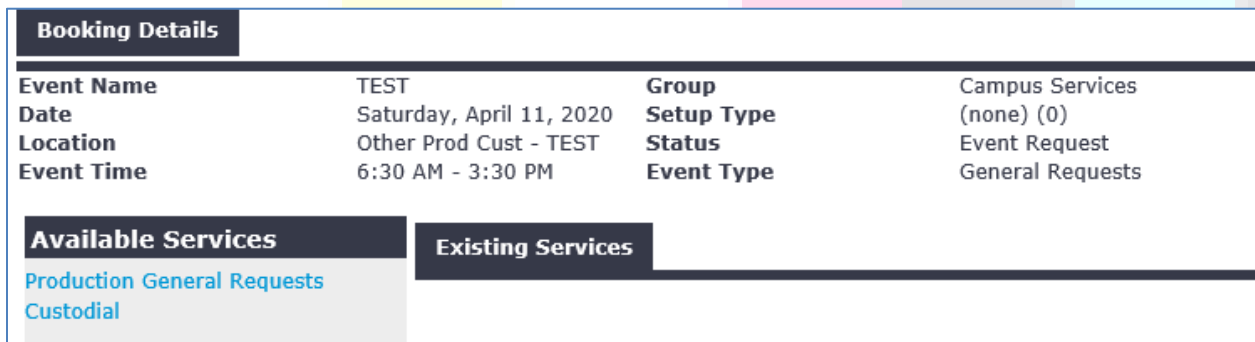 Booking Details
Event Name TEST Group Campus Services
Date Saturday, April 11, 2020 Setup Type (none) (0)
Location Other Prod Cust - TEST Status Event Request
Event Time 6:30 AM - 3:30 PM Event Type General Requests
Available Services
Existing Services
Production General Requests
Custodial